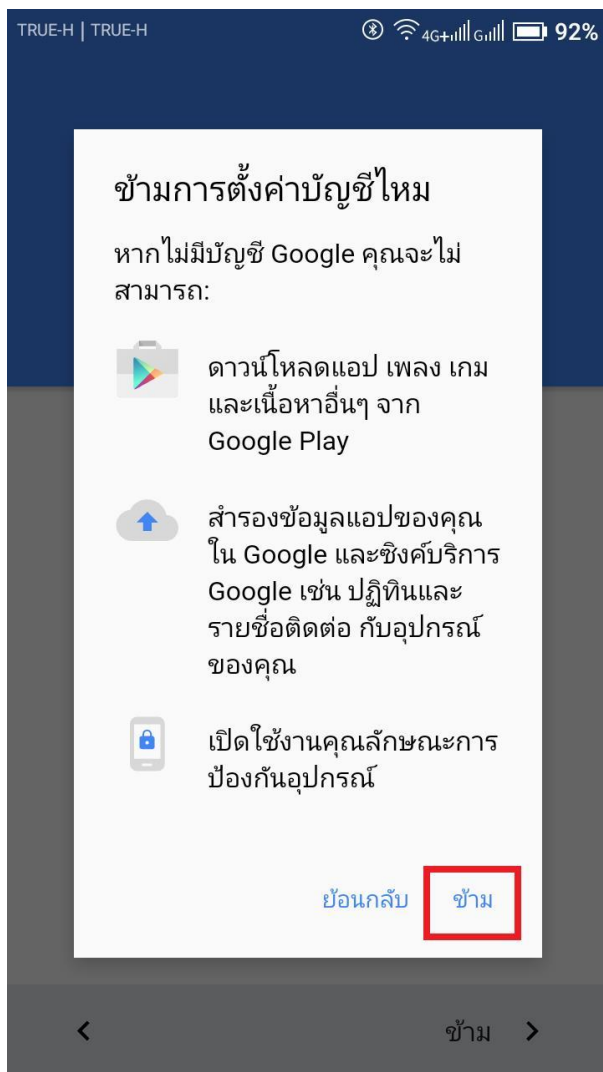 TRUE-H | TRUE-H 4G+ G 92%
ข้ามการตั้งค่าบัญชีไหม
หากไม่มีบัญชี Google คุณจะไม่
สามารถ:
ดาวน์โหลดแอป เพลง เกม
และเนื้อหาอื่นๆ จาก
Google Play
สำรองข้อมูลแอปของคุณ
ใน Google และซิงค์บริการ
Google เช่น ปฏิทินและ
รายชื่อติดต่อ กับอุปกรณ์
ของคุณ
เปิดใช้งานคุณลักษณะการ
ป้องกันอุปกรณ์
ย้อนกลับ ข้าม
ข้าม